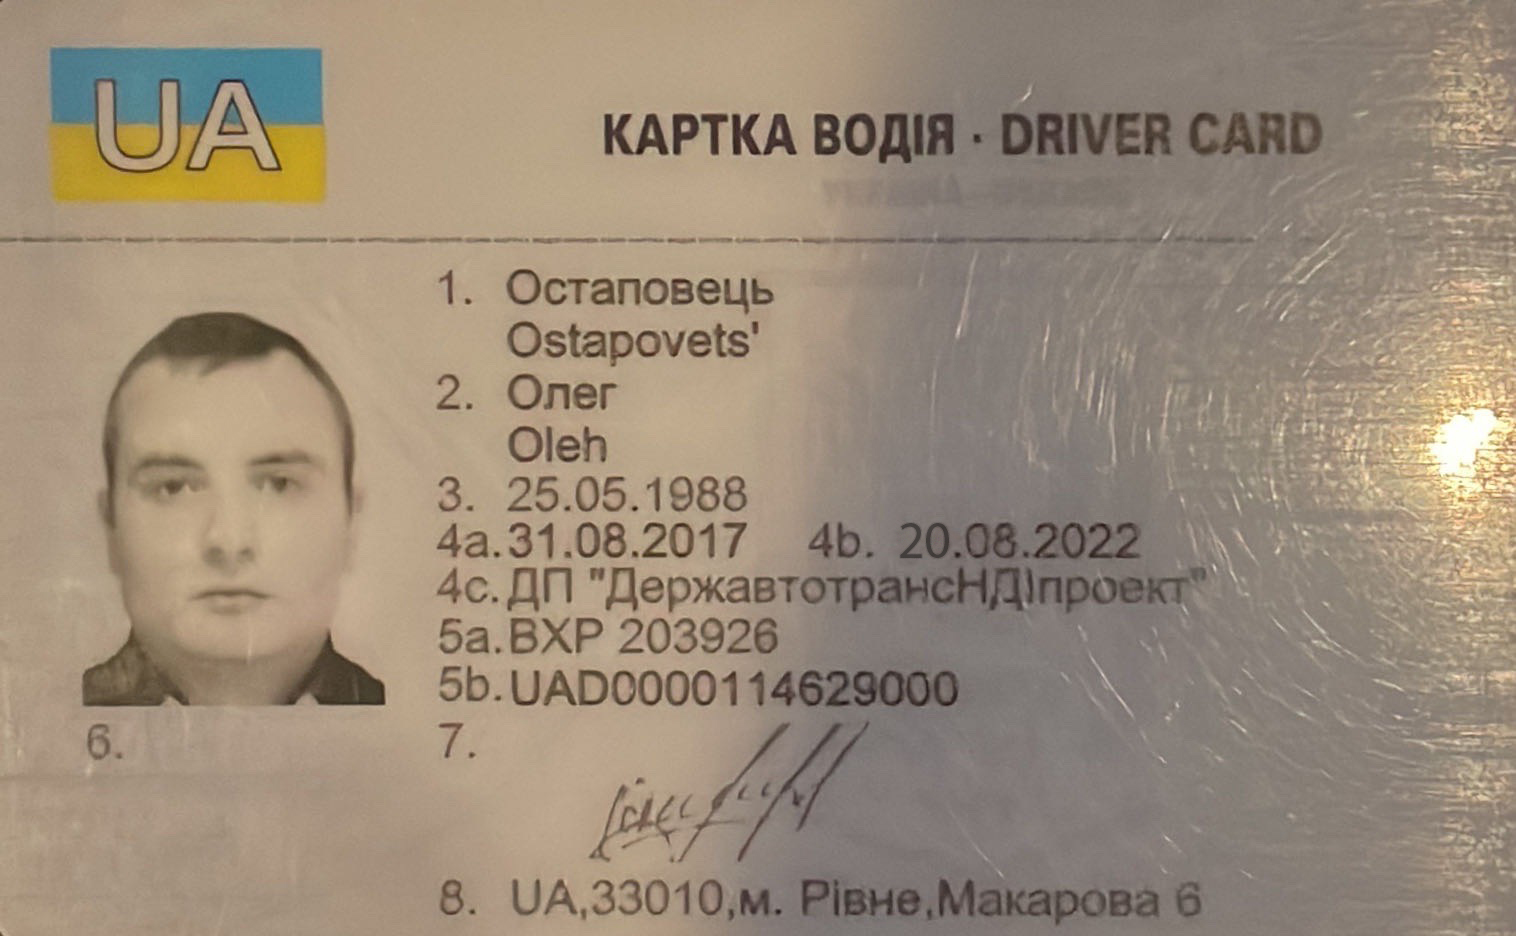 UA
КАРТКА ВОДІЯ · DRIVER CARD
1. Остаповець
Ostapovets'
2. Олег
Oleh
3. 25.05.1988
4a. 31.08.2017 4b. 20.08.2022
4c. ДП "ДержавтотрансНДІпроект"
5a. ВХР 203926
5b. UAD0000114629000
6.
7.
8. UA,33010,м. Рівне,Макарова 6